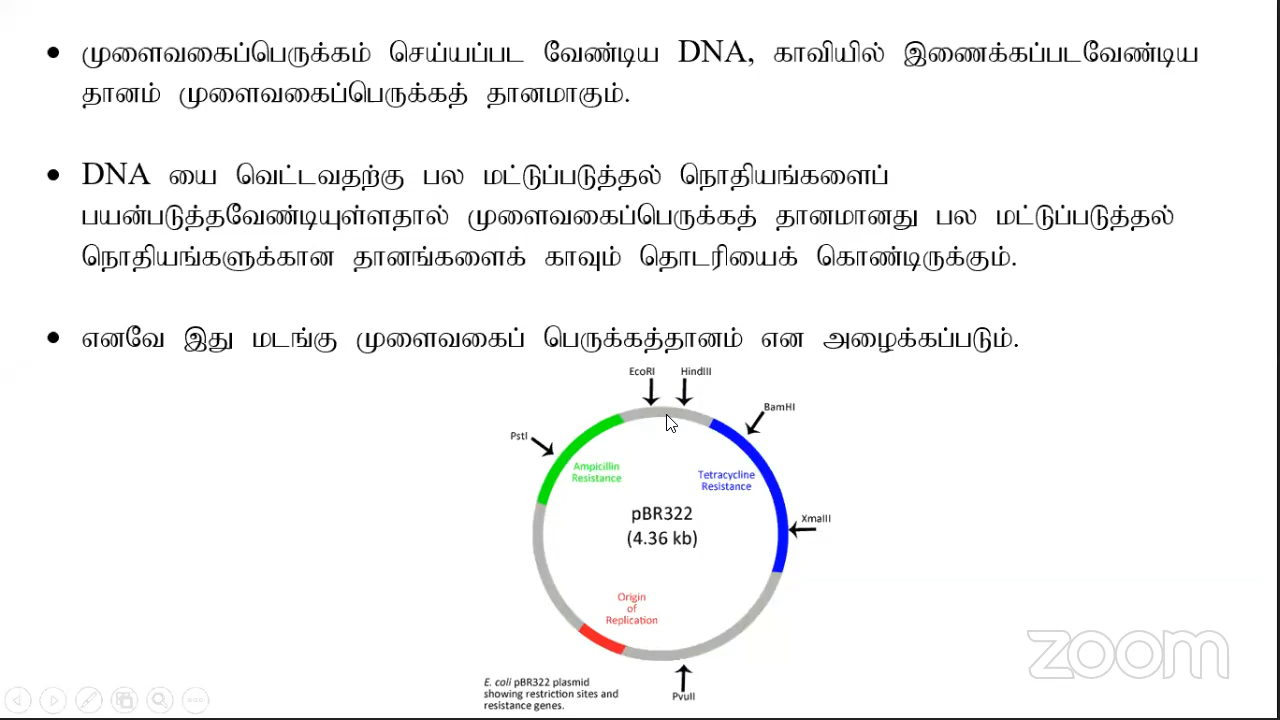 • முளைவகைப்பெருக்கம் செய்யப்பட வேண்டிய DNA, காவியில் இணைக்கப்படவேண்டிய
தானம் முளைவகைப்பெருக்கத் தானமாகும்.
• DNA யை வெட்டவதற்கு பல மட்டுப்படுத்தல் நொதியங்களைப்
பயன்படுத்தவேண்டியுள்ளதால் முளைவகைப்பெருக்கத் தானமானது பல மட்டுப்படுத்தல்
நொதியங்களுக்கான தானங்களைக் காவும் தொடரியைக் கொண்டிருக்கும்.
• எனவே இது மடங்கு முளைவகைப் பெருக்கத்தானம் என அழைக்கப்படும்.
EcoRI HindIII
BamHI
PstI
Ampicillin
Resistance
Tetracycline
Resistance
pBR322
(4.36 kb)
XmaIII
Origin
of
Replication
E. coli pBR322 plasmid
showing restriction sites and
resistance genes.
PvuII
zoom